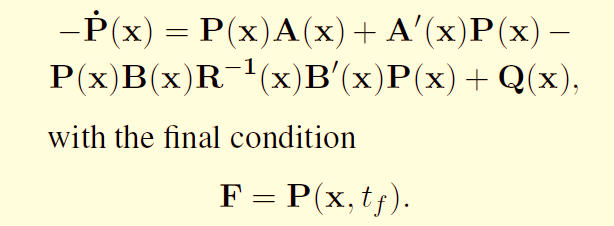 −Ṗ(x) = P(x)A(x) + A′(x)P(x) −
P(x)B(x)R⁻¹(x)B′(x)P(x) + Q(x),
with the final condition
F = P(x, t_f).